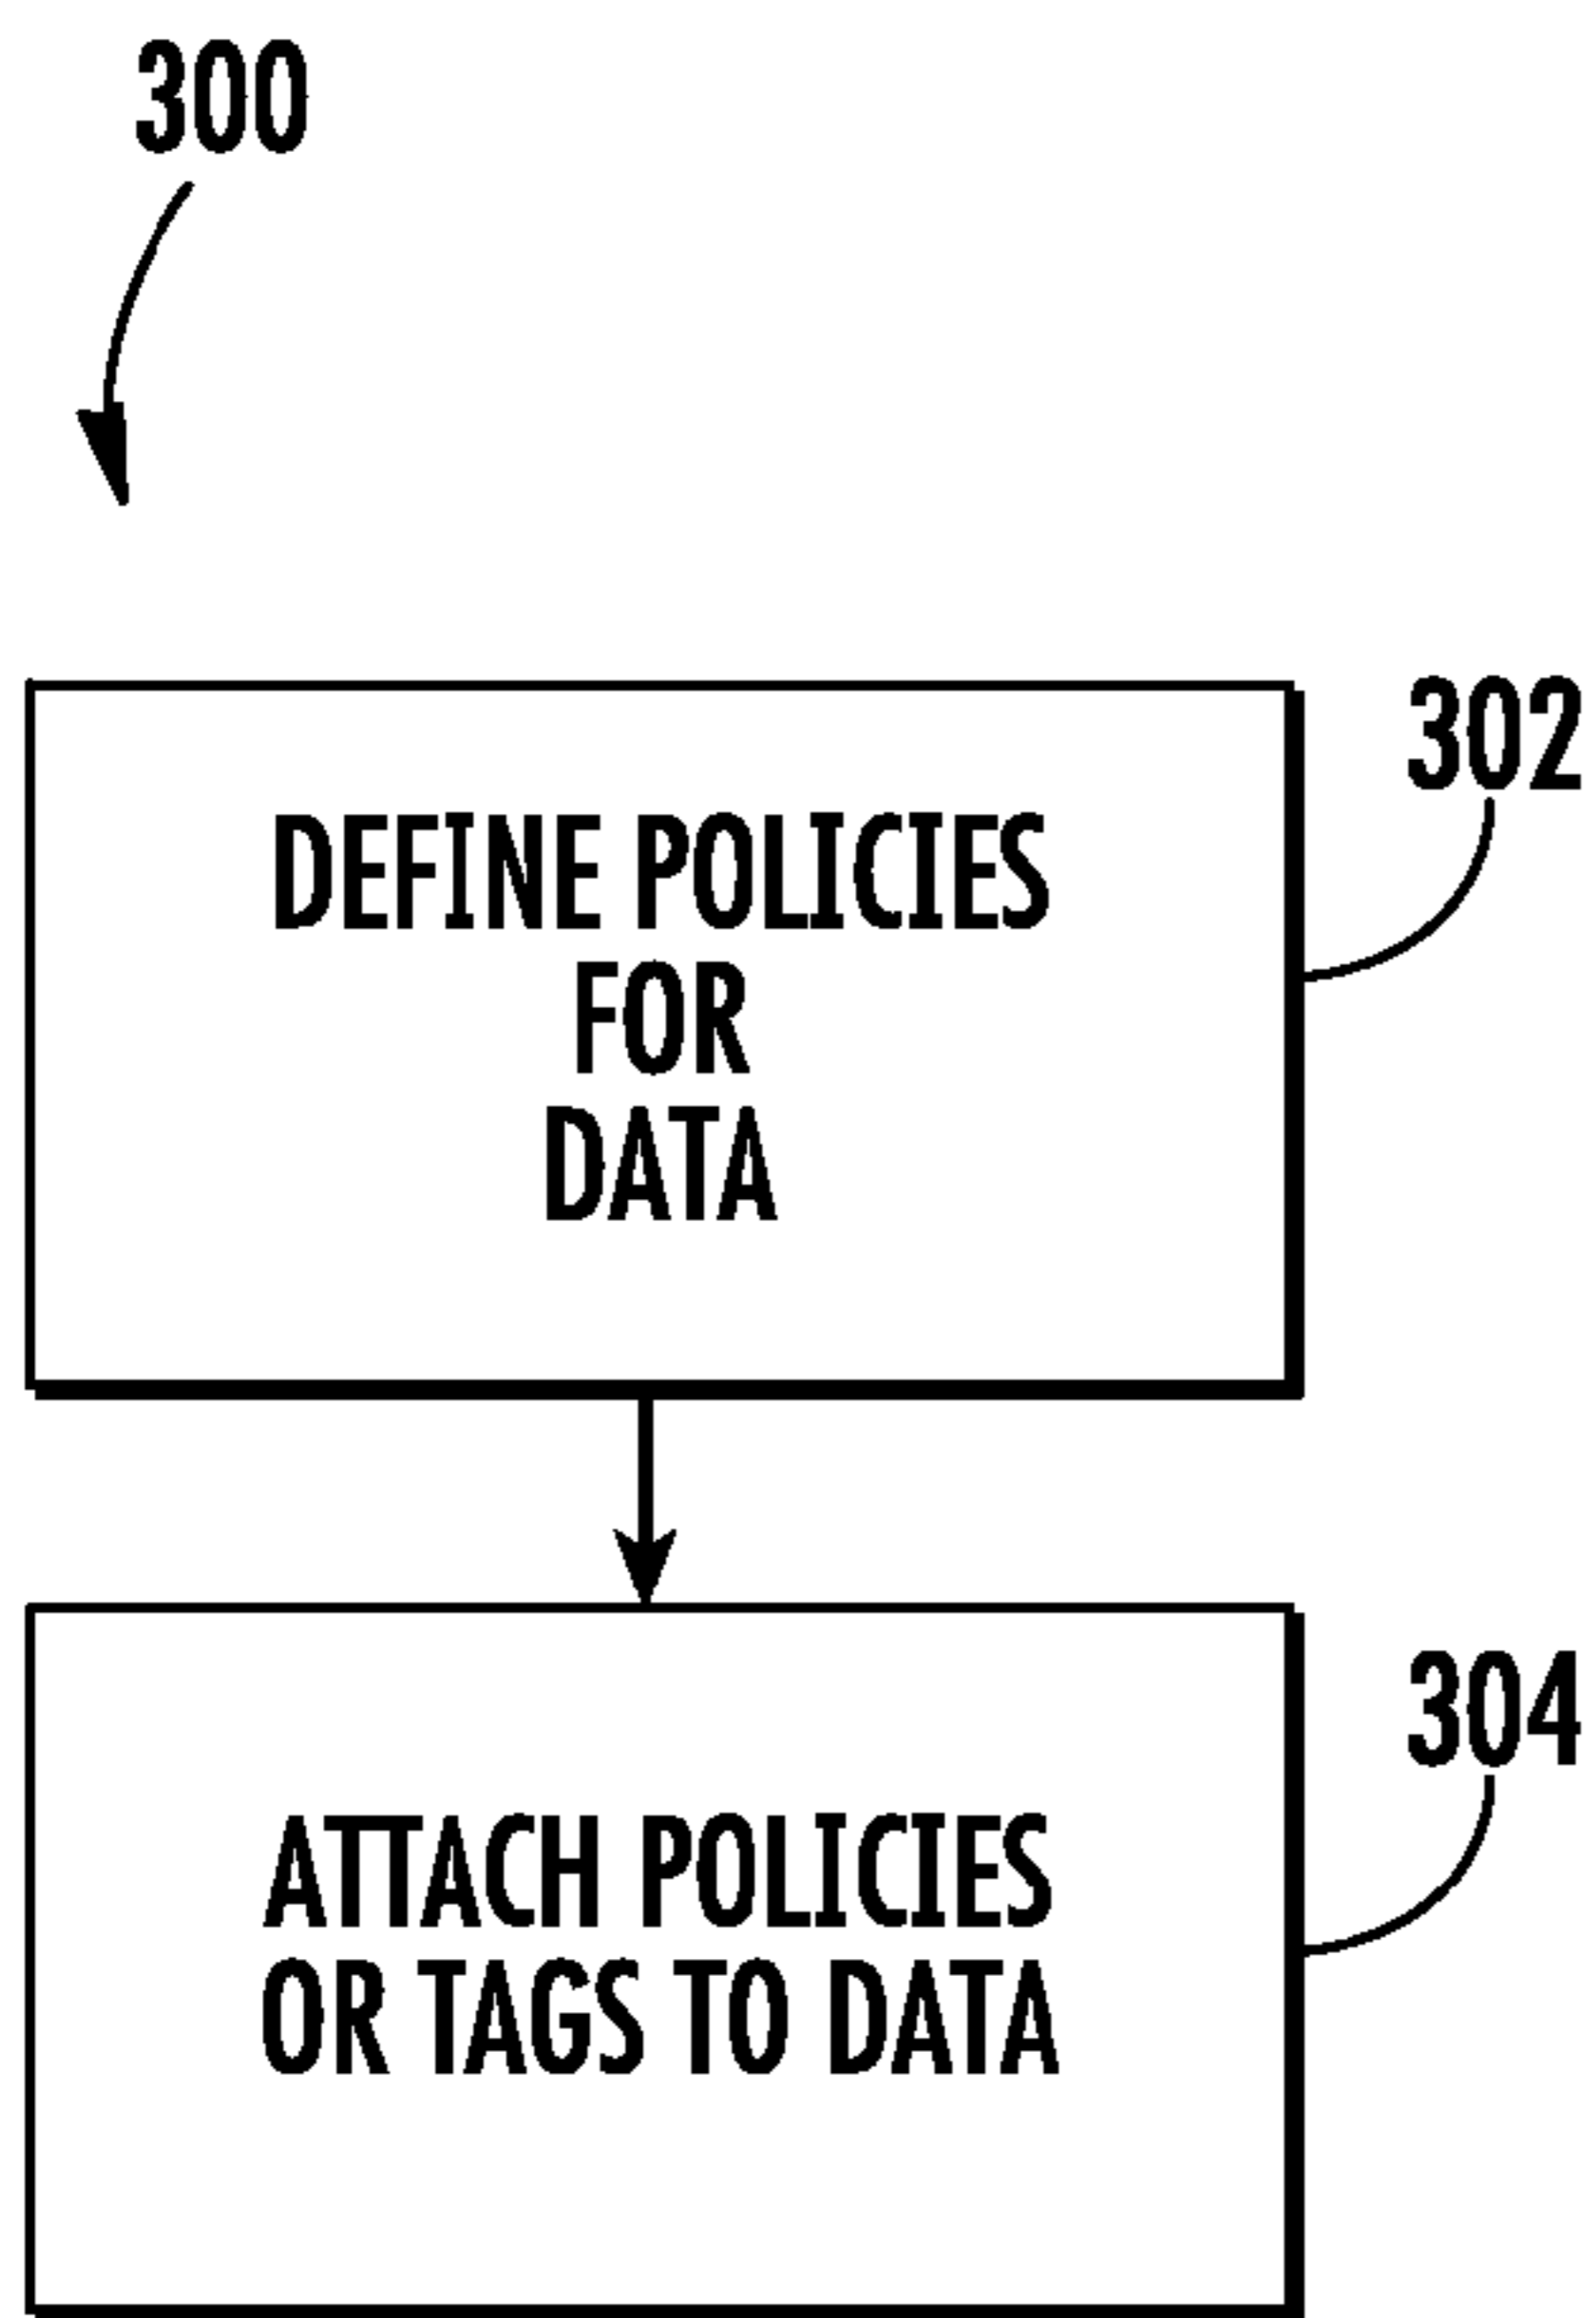 300
302
DEFINE POLICIES
FOR
DATA
304
ATTACH POLICIES
OR TAGS TO DATA